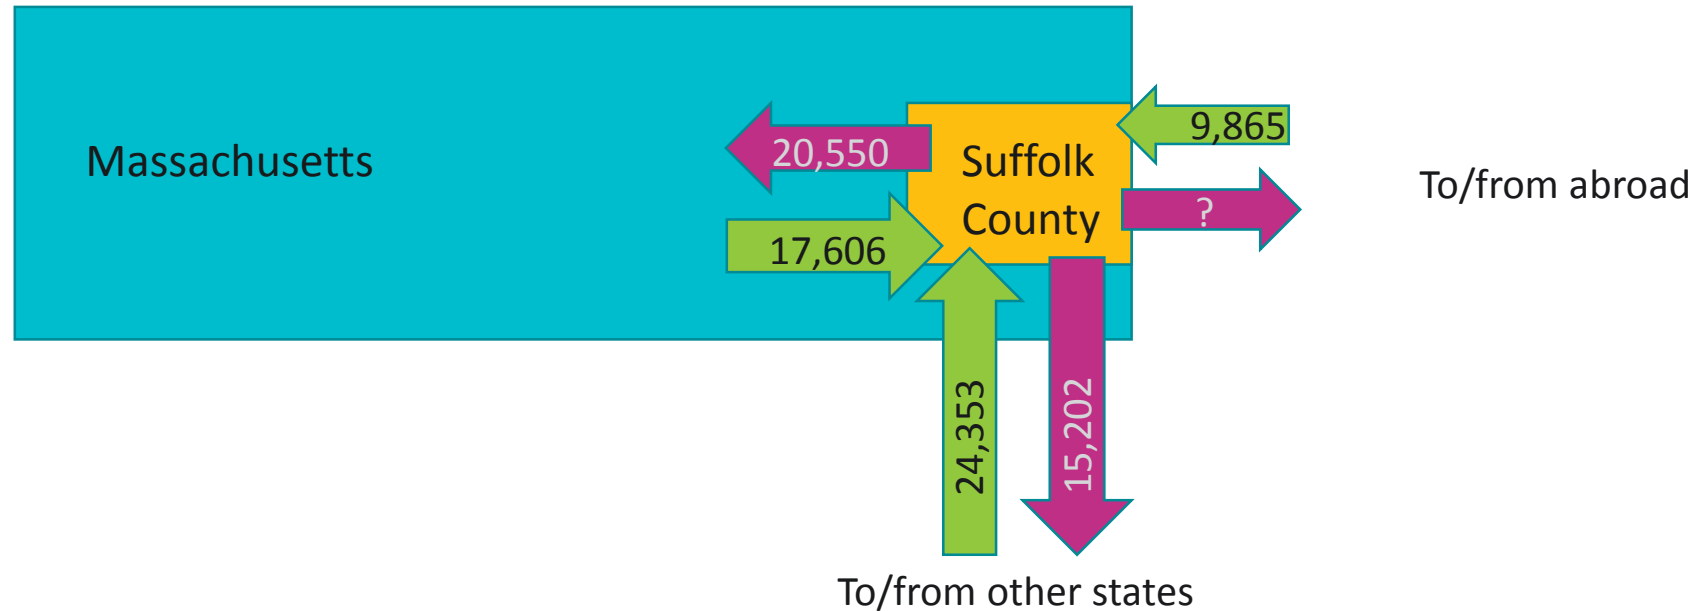 Massachusetts
20,550
17,606
Suffolk
County
9,865
?
To/from abroad
24,353
15,202
To/from other states